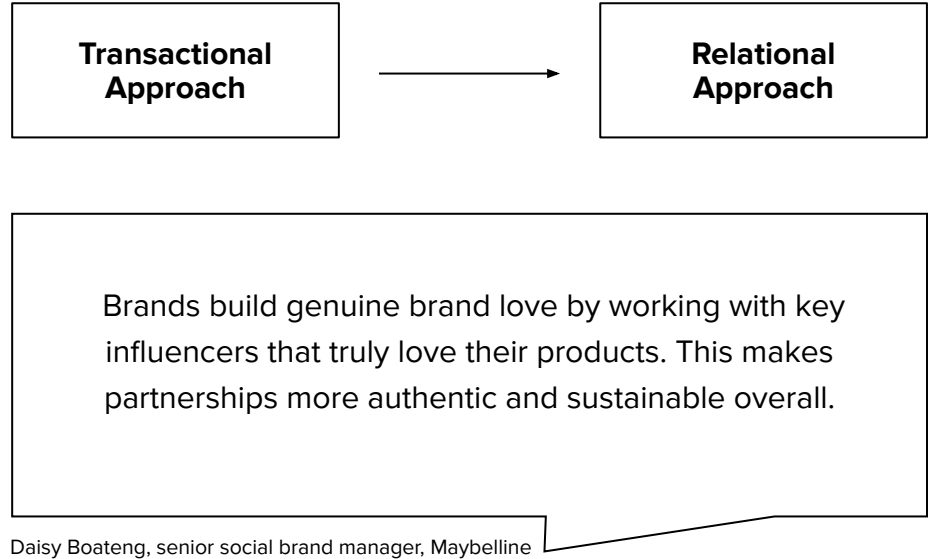 Transactional
Approach
Relational
Approach
Brands build genuine brand love by working with key
influencers that truly love their products. This makes
partnerships more authentic and sustainable overall.
Daisy Boateng, senior social brand manager, Maybelline